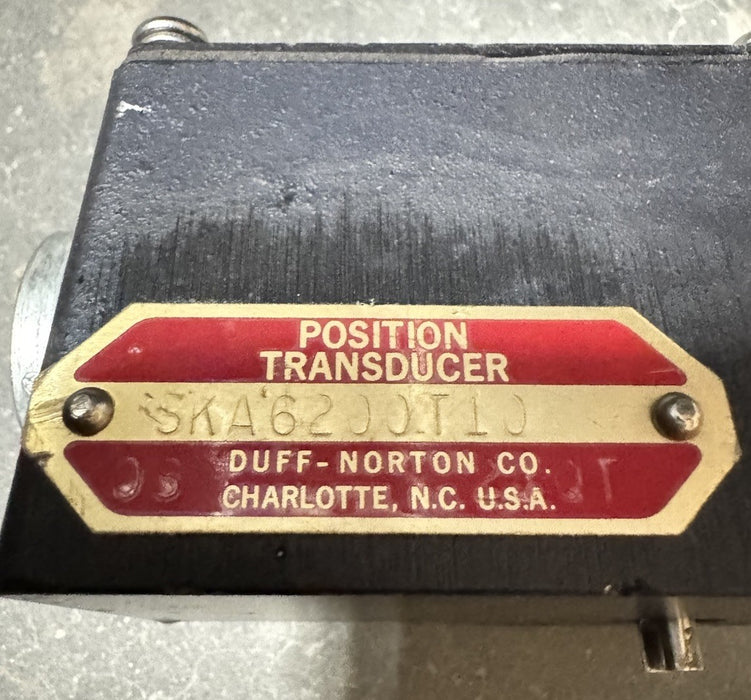 POSITION
TRANSDUCER
SKA6200T10
DUFF-NORTON CO.
CHARLOTTE, N.C. U.S.A.